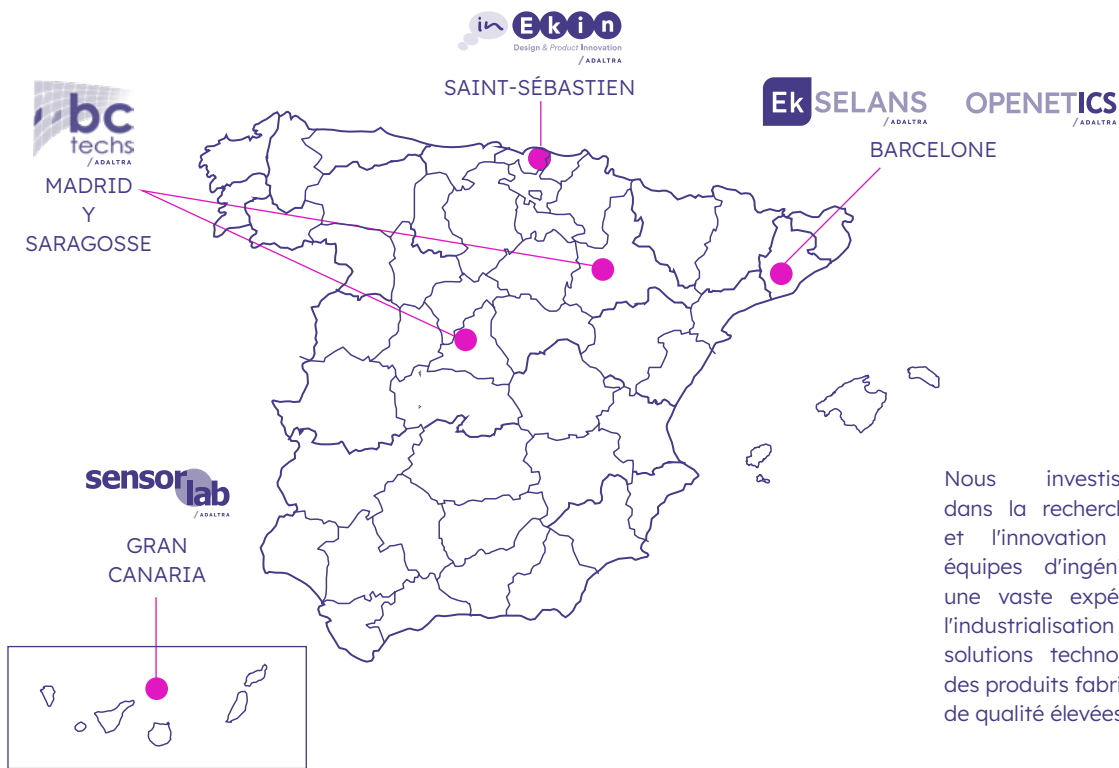 in Ekin
Design & Product Innovation
/ADALTRA
SAINT-SÉBASTIEN
bc
techs
/ADALTRA
MADRID
Y
SARAGOSSE
Ek SELANS
/ADALTRA
OPENETICS
/ADALTRA
BARCELONE
sensor lab
/ADALTRA
GRAN
CANARIA
Nous investis
dans la recherch
et l'innovation
équipes d'ingén
une vaste expé
l'industrialisation
solutions techno
des produits fabri
de qualité élevées